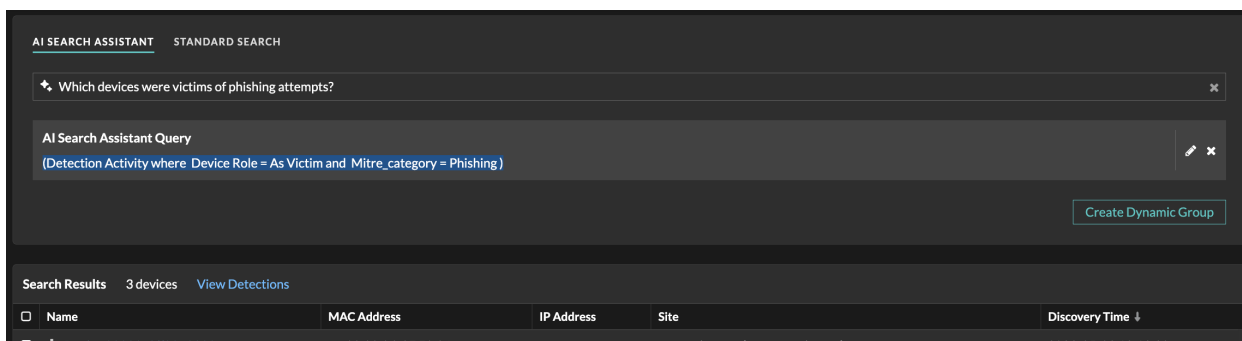 AI SEARCH ASSISTANT STANDARD SEARCH
Which devices were victims of phishing attempts?
AI Search Assistant Query
(Detection Activity where Device Role = As Victim and Mitre_category = Phishing )
Create Dynamic Group
Search Results 3 devices View Detections
Name MAC Address IP Address Site Discovery Time